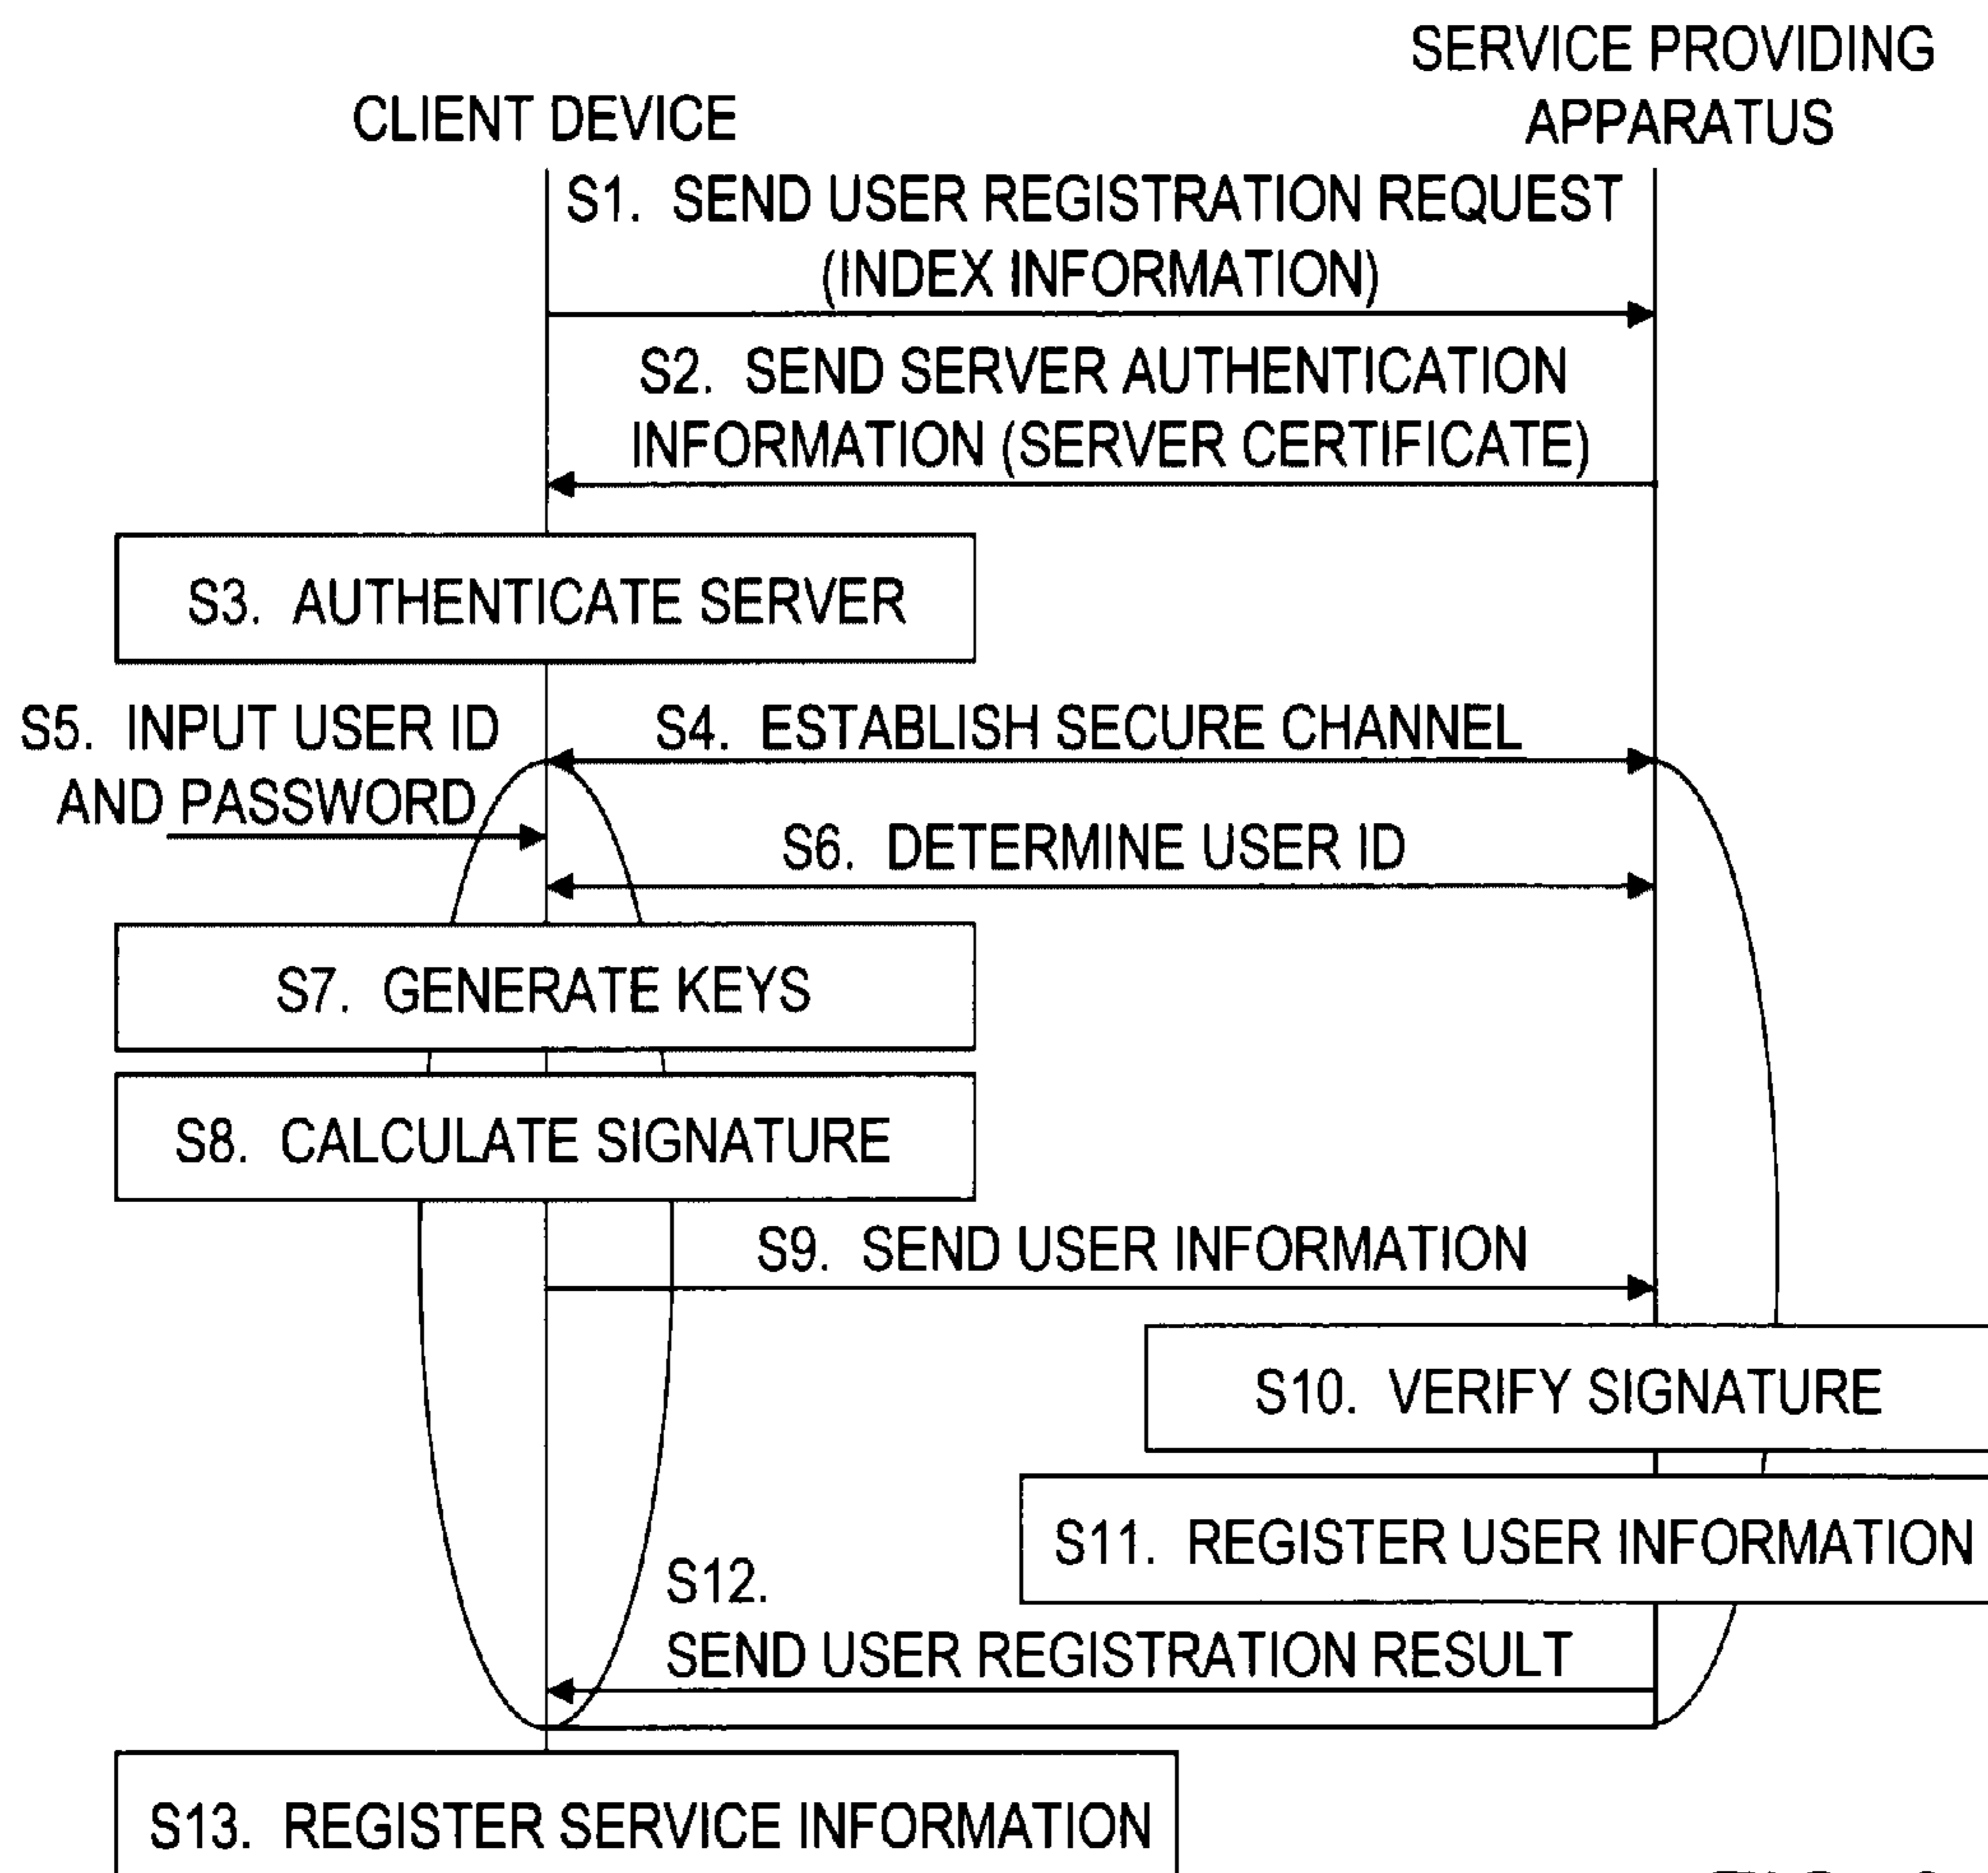 SERVICE PROVIDING
APPARATUS
CLIENT DEVICE
S1. SEND USER REGISTRATION REQUEST
(INDEX INFORMATION)
S2. SEND SERVER AUTHENTICATION
INFORMATION (SERVER CERTIFICATE)
S3. AUTHENTICATE SERVER
S5. INPUT USER ID
AND PASSWORD
S4. ESTABLISH SECURE CHANNEL
S6. DETERMINE USER ID
S7. GENERATE KEYS
S8. CALCULATE SIGNATURE
S9. SEND USER INFORMATION
S10. VERIFY SIGNATURE
S11. REGISTER USER INFORMATION
S12.
SEND USER REGISTRATION RESULT
S13. REGISTER SERVICE INFORMATION